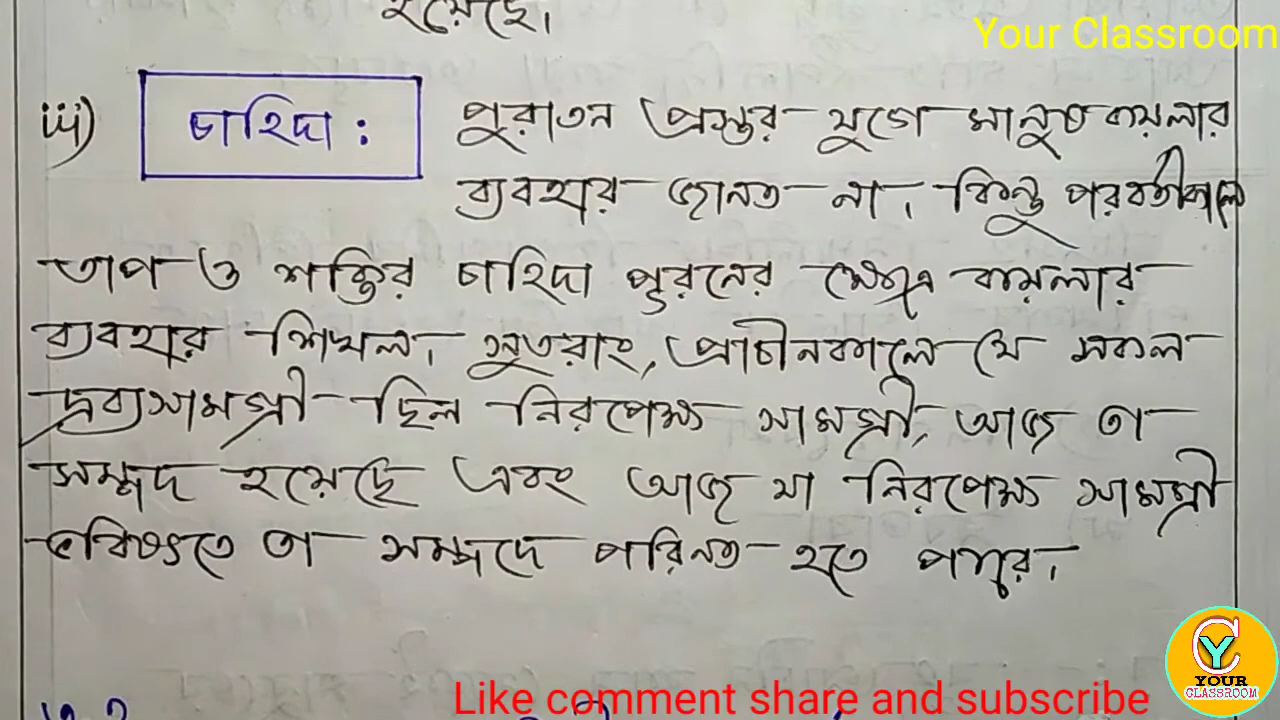 হয়েছে।
Your Classroom
iii) চাহিদা : পুরাতন প্রস্তর যুগে মানুষ কয়লার
ব্যবহার জানত না। কিন্তু পরবর্তীকালে
তাপ ও শক্তির চাহিদা পূরনের ক্ষেত্রে কয়লার
ব্যবহার শিখল। সুতরাং, প্রাচীনকালে যে সকল
দ্রব্যসামগ্রী ছিল নিরপেক্ষ সামগ্রী, আজ তা
সম্পদ হয়েছে এবং আজ যা নিরপেক্ষ সামগ্রী
ভবিষ্যতে তা সম্পদে পরিনত হতে পারে।
CY
YOUR
CLASSROOM
Like comment share and subscribe